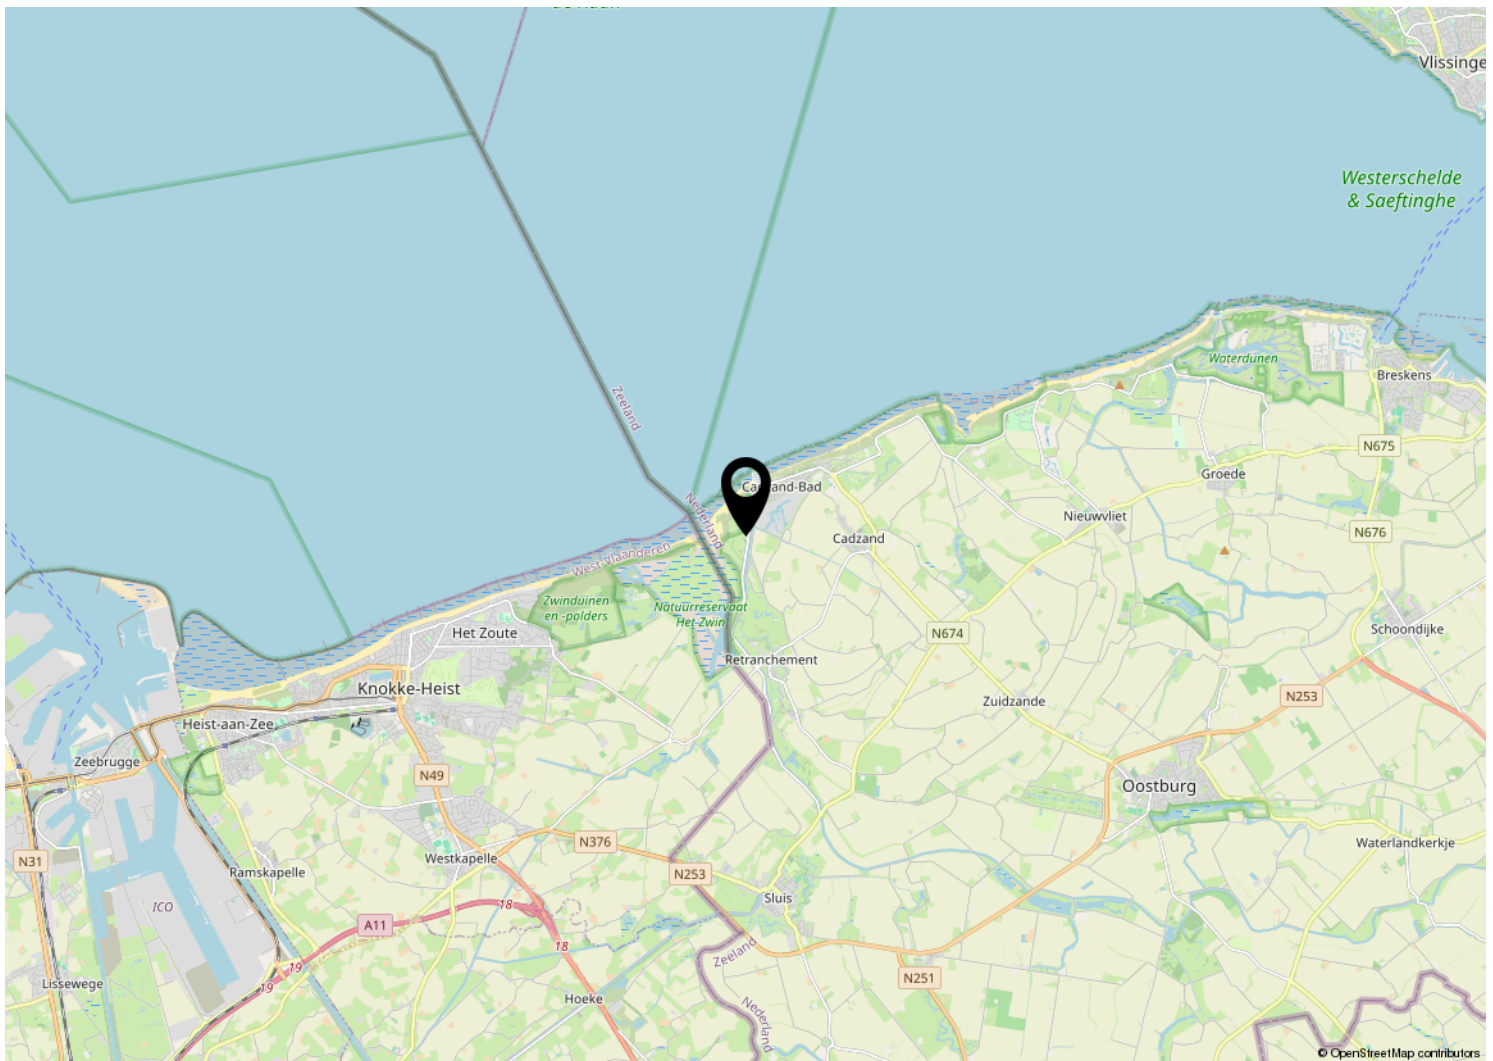 Vlissinge
Westerschelde
& Saeftinghe
Zeeland
Waterdunen
Breskens
N675
Groede
Cadzand-Bad
Nederland
Nieuwvliet
N676
Cadzand
West-Vlaanderen
Zwinduinen
en -polders
Natuurreservaat
Het-Zwin
Het Zoute
N674
Schoondijke
Retranchement
Knokke-Heist
Zuidzande
N253
Heist-aan-Zee
Zeebrugge
N49
Oostburg
N376
Waterlandkerkje
Westkapelle
N31
Ramskapelle
N253
Sluis
ICO
18
A11
18
Zeeland
19
N251
Lissewege
19
Hoeke
Nederland
© OpenStreetMap contributors